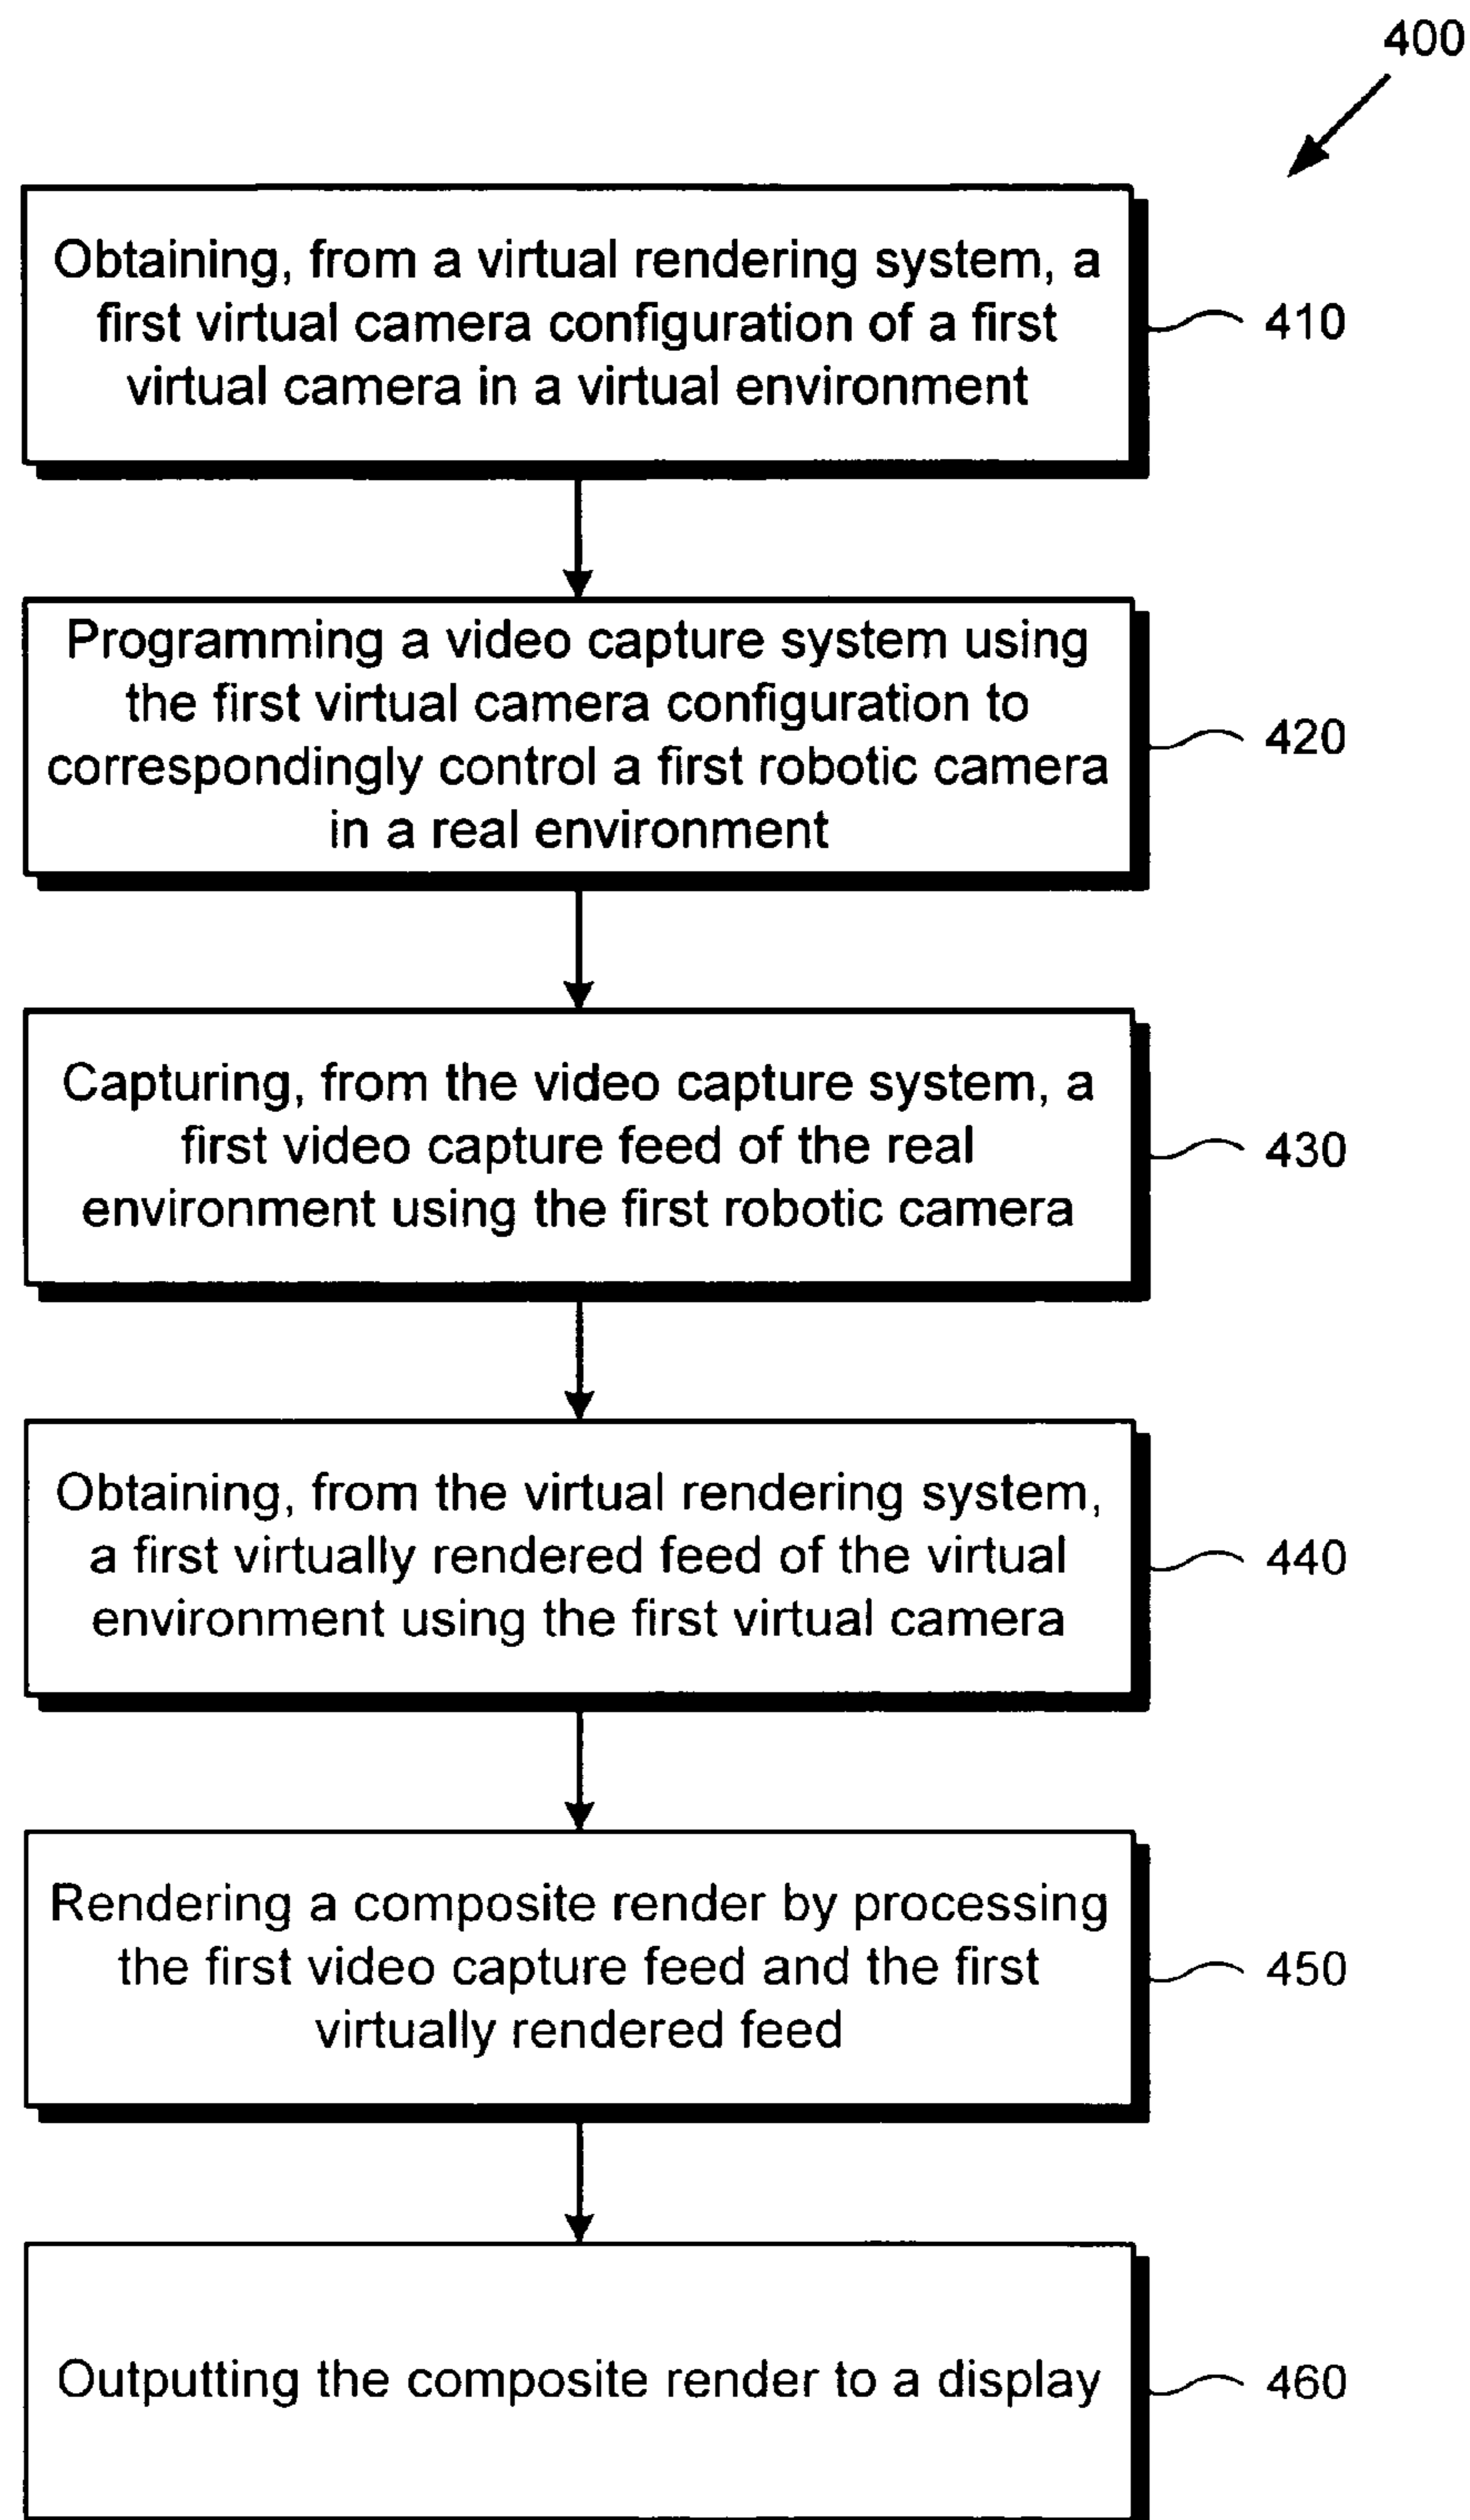 400
Obtaining, from a virtual rendering system, a
first virtual camera configuration of a first
virtual camera in a virtual environment
410
Programming a video capture system using
the first virtual camera configuration to
correspondingly control a first robotic camera
in a real environment
420
Capturing, from the video capture system, a
first video capture feed of the real
environment using the first robotic camera
430
Obtaining, from the virtual rendering system,
a first virtually rendered feed of the virtual
environment using the first virtual camera
440
Rendering a composite render by processing
the first video capture feed and the first
virtually rendered feed
450
Outputting the composite render to a display
460